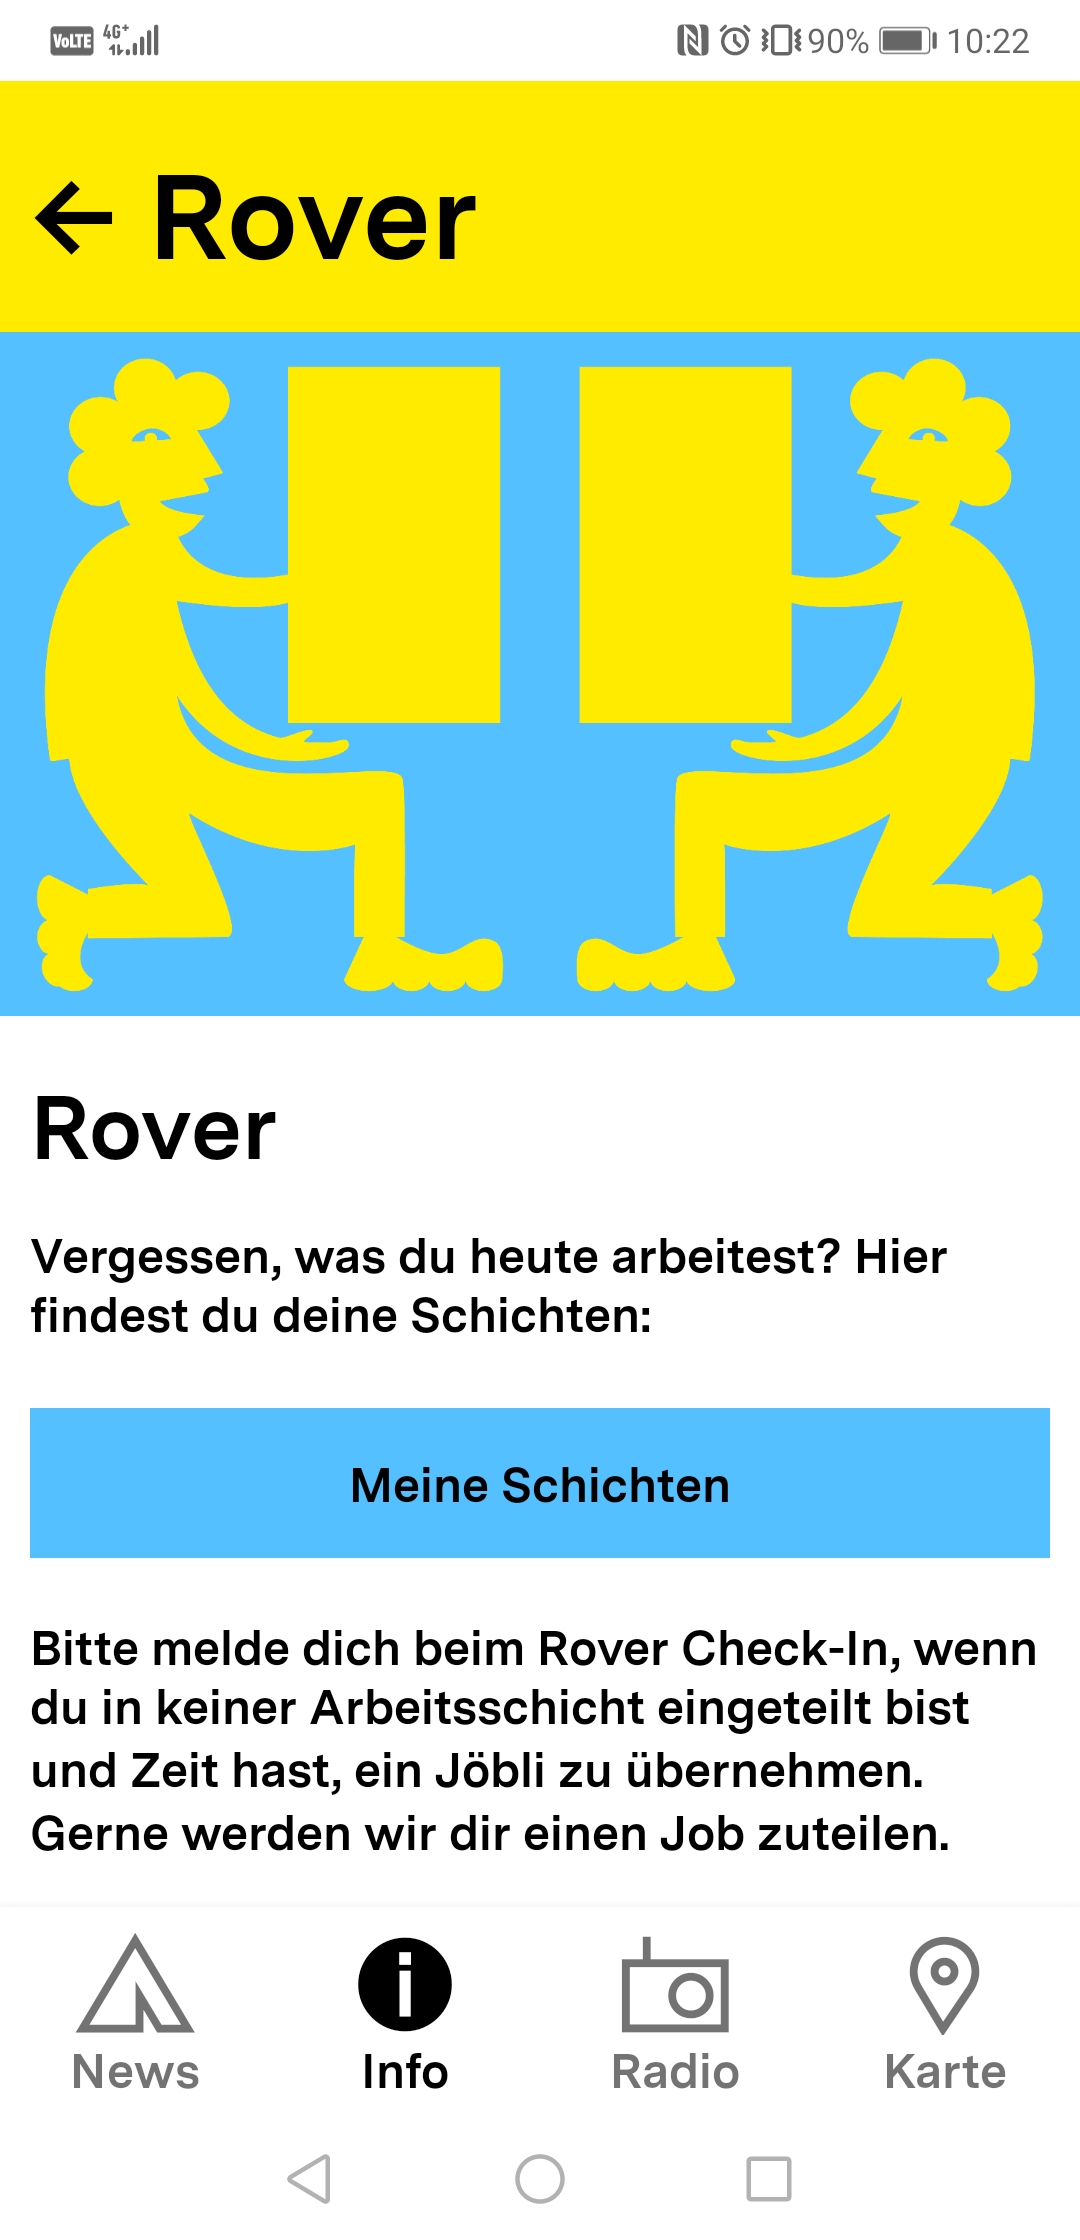 VoLTE 4G+ 90% 10:22
← Rover
Rover
Vergessen, was du heute arbeitest? Hier
findest du deine Schichten:
Meine Schichten
Bitte melde dich beim Rover Check-In, wenn
du in keiner Arbeitsschicht eingeteilt bist
und Zeit hast, ein Jöbli zu übernehmen.
Gerne werden wir dir einen Job zuteilen.
News Info Radio Karte